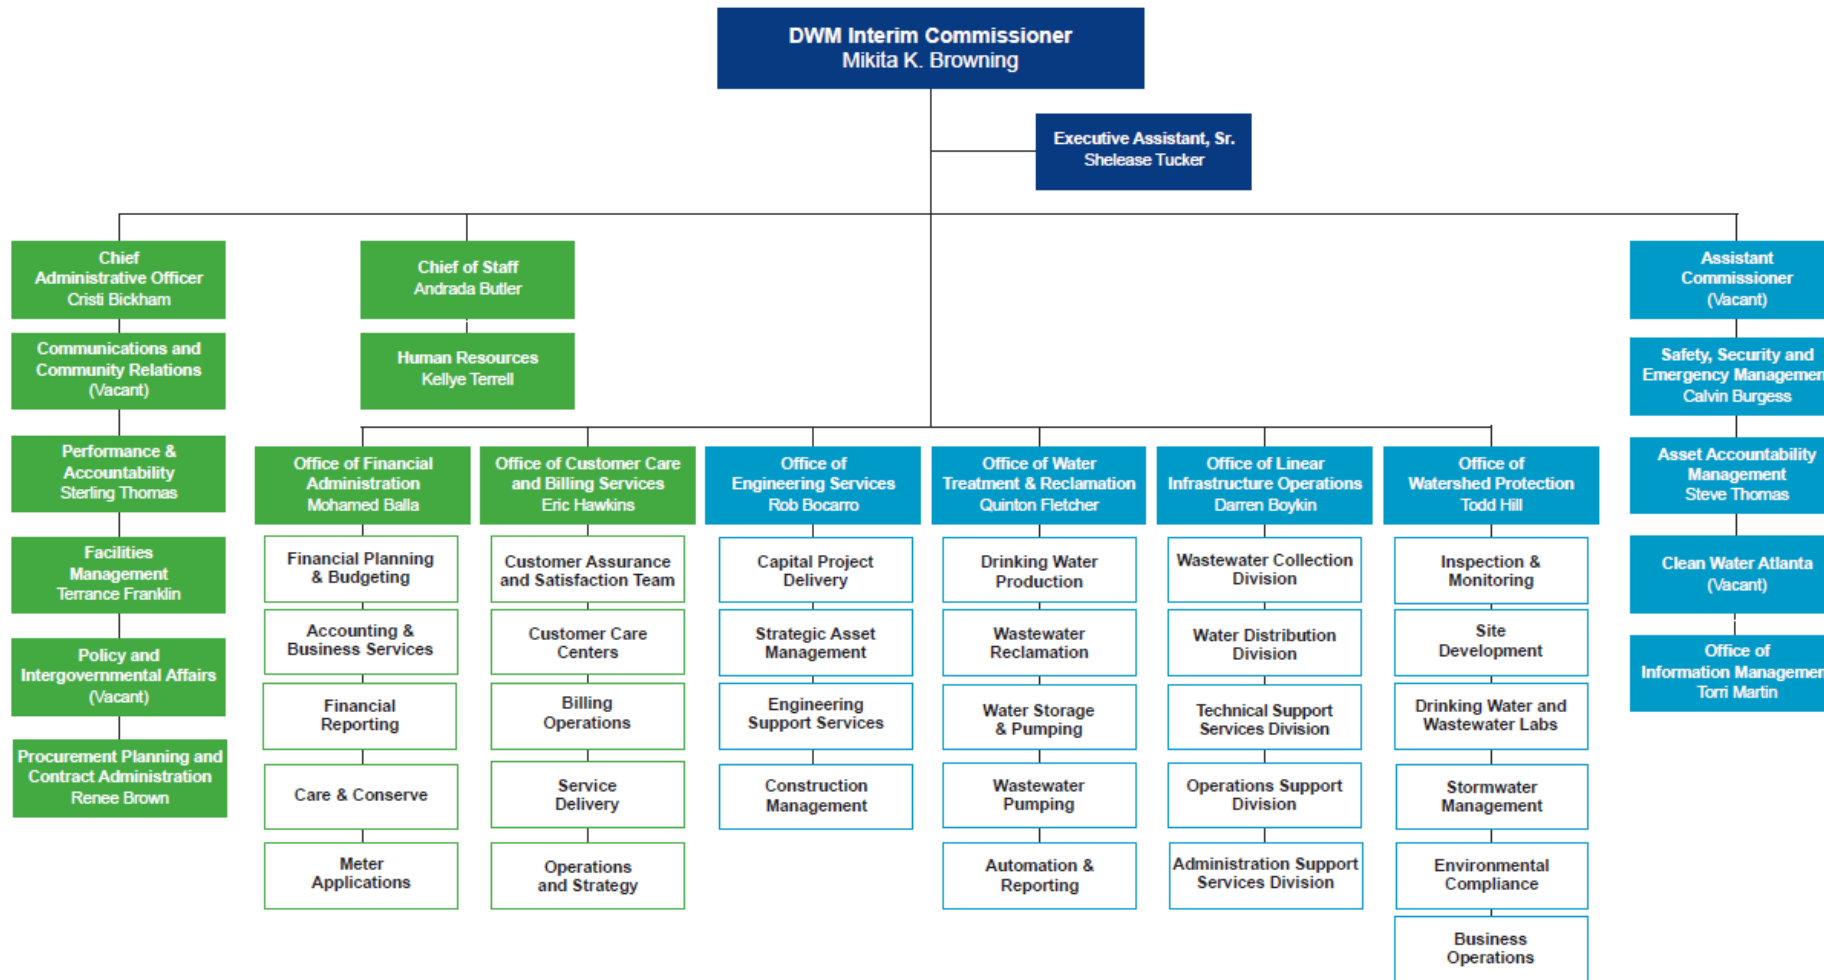 DWM Interim Commissioner
Mikita K. Browning
Executive Assistant, Sr.
Shelease Tucker
Chief
Administrative Officer
Cristi Bickham
Communications and
Community Relations
(Vacant)
Performance &
Accountability
Sterling Thomas
Facilities
Management
Terrance Franklin
Policy and
Intergovernmental Affairs
(Vacant)
Procurement Planning and
Contract Administration
Renee Brown
Chief of Staff
Andrada Butler
Human Resources
Kellye Terrell
Office of Financial
Administration
Mohamed Balla
Financial Planning
& Budgeting
Accounting &
Business Services
Financial
Reporting
Care & Conserve
Meter
Applications
Office of Customer Care
and Billing Services
Eric Hawkins
Customer Assurance
and Satisfaction Team
Customer Care
Centers
Billing
Operations
Service
Delivery
Operations
and Strategy
Office of
Engineering Services
Rob Bocarro
Capital Project
Delivery
Strategic Asset
Management
Engineering
Support Services
Construction
Management
Office of Water
Treatment & Reclamation
Quinton Fletcher
Drinking Water
Production
Wastewater
Reclamation
Water Storage
& Pumping
Wastewater
Pumping
Automation &
Reporting
Office of Linear
Infrastructure Operations
Darren Boykin
Wastewater Collection
Division
Water Distribution
Division
Technical Support
Services Division
Operations Support
Division
Administration Support
Services Division
Office of
Watershed Protection
Todd Hill
Inspection &
Monitoring
Site
Development
Drinking Water and
Wastewater Labs
Stormwater
Management
Environmental
Compliance
Business
Operations
Assistant
Commissioner
(Vacant)
Safety, Security and
Emergency Managemen
Calvin Burgess
Asset Accountability
Management
Steve Thomas
Clean Water Atlanta
(Vacant)
Office of
Information Managemen
Torri Martin